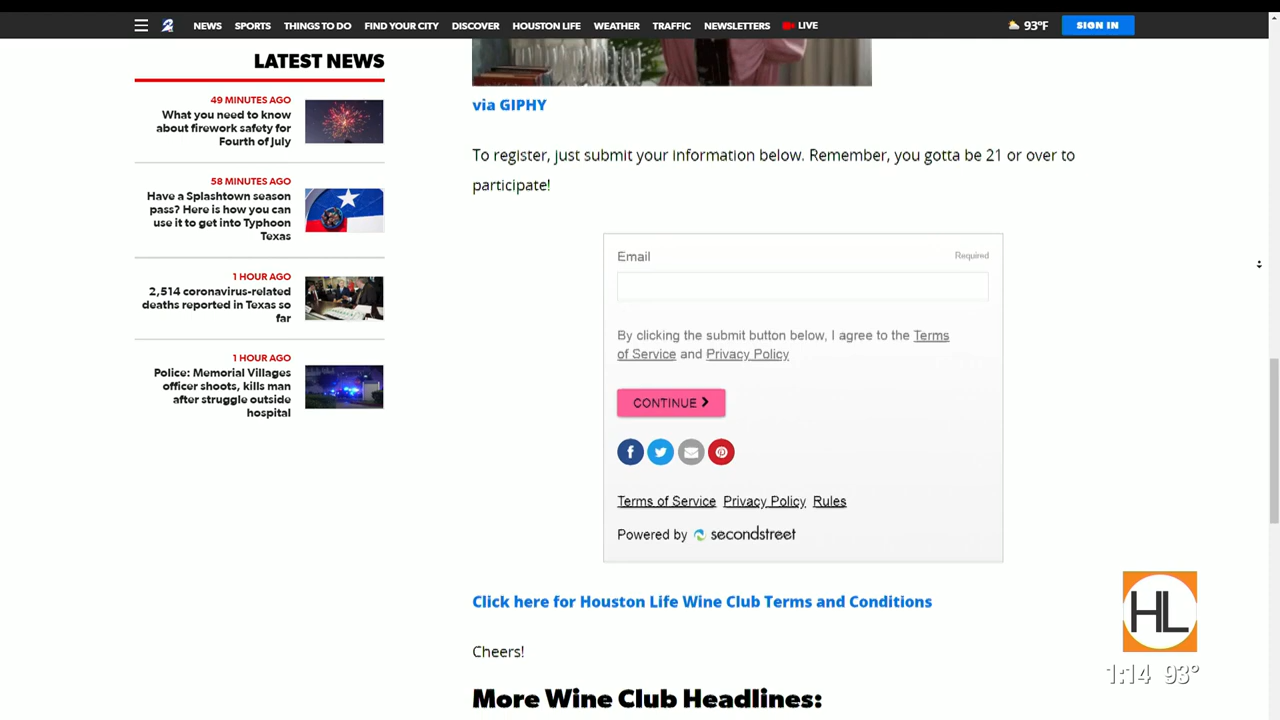 2
NEWS
SPORTS
THINGS TO DO
FIND YOUR CITY
DISCOVER
HOUSTON LIFE
WEATHER
TRAFFIC
NEWSLETTERS
LIVE
93°F
SIGN IN
LATEST NEWS
49 MINUTES AGO
What you need to know
about firework safety for
Fourth of July
58 MINUTES AGO
Have a Splashtown season
pass? Here is how you can
use it to get into Typhoon
Texas
1 HOUR AGO
2,514 coronavirus-related
deaths reported in Texas so
far
1 HOUR AGO
Police: Memorial Villages
officer shoots, kills man
after struggle outside
hospital
via GIPHY
To register, just submit your information below. Remember, you gotta be 21 or over to
participate!
Email
Required
By clicking the submit button below, I agree to the Terms
of Service and Privacy Policy
CONTINUE
Terms of Service Privacy Policy Rules
Powered by secondstreet
Click here for Houston Life Wine Club Terms and Conditions
Cheers!
More Wine Club Headlines:
HL
1:14 93°